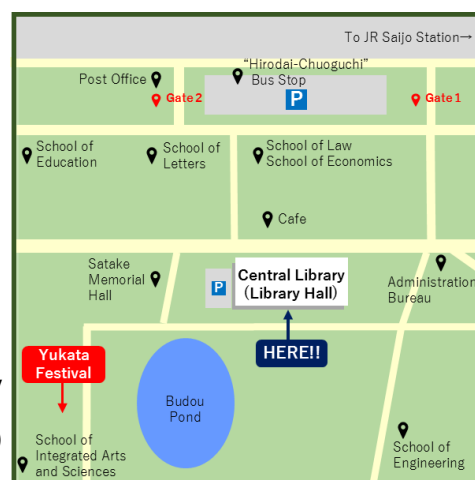 To JR Saijo Station→
“Hirodai-Chuoguchi”
Bus Stop
Post Office
P
Gate 2
Gate 1
School of
Education
School of
Letters
School of Law
School of Economics
Cafe
Satake
Memorial
Hall
P
Central Library
(Library Hall)
Administration
Bureau
HERE!!
Yukata
Festival
Budou
Pond
School of
Integrated Arts
and Sciences
School of
Engineering